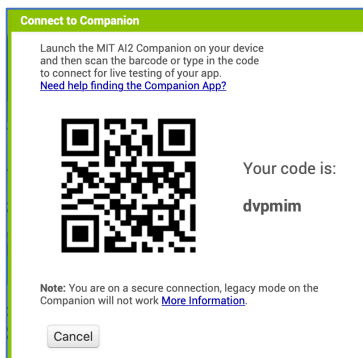 Connect to Companion
Launch the MIT AI2 Companion on your device
and then scan the barcode or type in the code
to connect for live testing of your app.
Need help finding the Companion App?
Your code is:
dvpmim
Note: You are on a secure connection, legacy mode on the
Companion will not work More Information.
Cancel